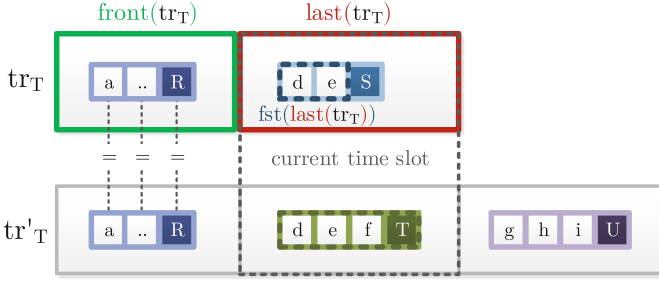 front(tr_T) last(tr_T)
tr_T a .. R d e S
fst(last(tr_T))
= = = current time slot
tr'_T a .. R d e f T g h i U